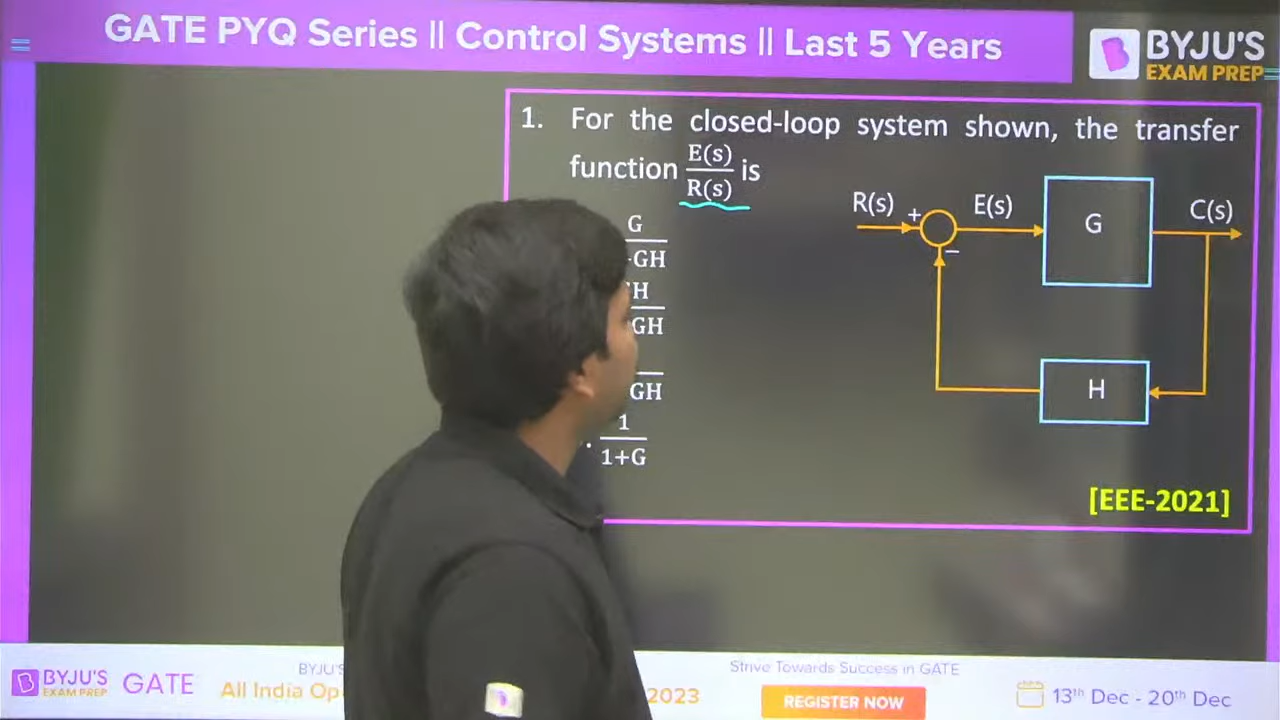 GATE PYQ Series || Control Systems || Last 5 Years
BYJU'S
EXAM PREP
1. For the closed-loop system shown, the transfer
function E(s)/R(s) is
R(s) + E(s) G C(s)
−
G
GH
H
GH
GH
1
1+G
H
[EEE-2021]
BYJU'S
EXAM PREP
GATE
BYJU'S
All India Op
2023
Strive Towards Success in GATE
REGISTER NOW
13th Dec - 20th Dec